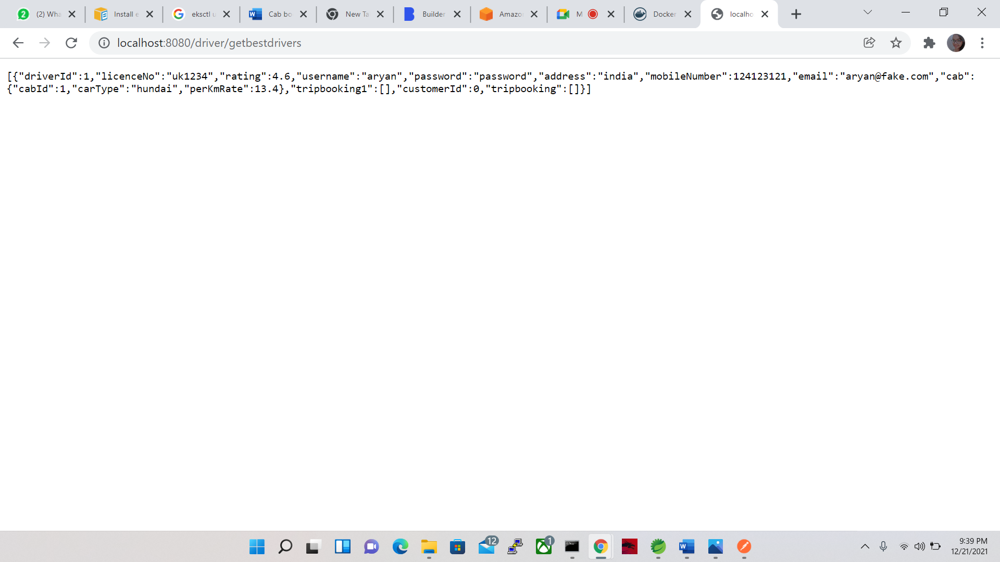 2 (2) Wha Install e eksctl u Cab bo New Ta Builder Amazo M Docker localho
localhost:8080/driver/getbestdrivers
[{"driverId":1,"licenceNo":"uk1234","rating":4.6,"username":"aryan","password":"password","address":"india","mobileNumber":124123121,"email":"aryan@fake.com","cab":
{"cabId":1,"carType":"hundai","perKmRate":13.4},"tripbooking1":[],"customerId":0,"tripbooking":[]}]
12 1
9:39 PM
12/21/2021